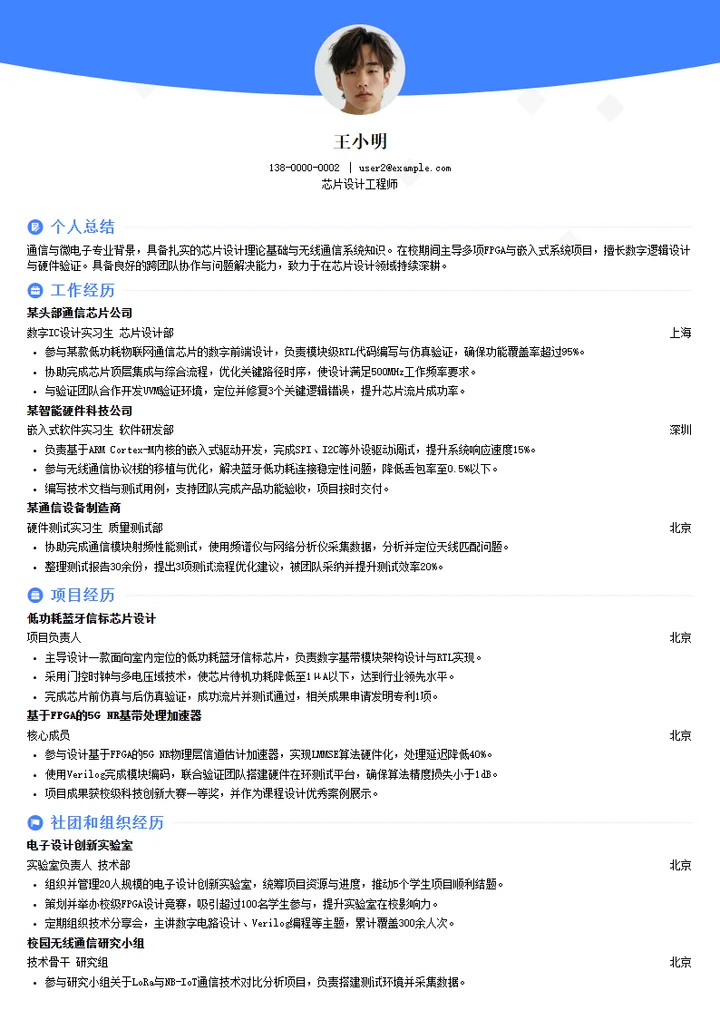 王小明
138-0000-0002 | user2@example.com
芯片设计工程师
个人总结
通信与微电子专业背景，具备扎实的芯片设计理论基础与无线通信系统知识。在校期间主导多项FPGA与嵌入式系统项目，擅长数字逻辑设计
与硬件验证。具备良好的跨团队协作与问题解决能力，致力于在芯片设计领域持续深耕。
工作经历
某头部通信芯片公司
数字IC设计实习生 芯片设计部 上海
• 参与某款低功耗物联网通信芯片的数字前端设计，负责模块级RTL代码编写与仿真验证，确保功能覆盖率超过95%。
• 协助完成芯片顶层集成与综合流程，优化关键路径时序，使设计满足500MHz工作频率要求。
• 与验证团队合作开发UVM验证环境，定位并修复3个关键逻辑错误，提升芯片流片成功率。
某智能硬件科技公司
嵌入式软件实习生 软件研发部 深圳
• 负责基于ARM Cortex-M内核的嵌入式驱动开发，完成SPI、I2C等外设驱动调试，提升系统响应速度15%。
• 参与无线通信协议栈的移植与优化，解决蓝牙低功耗连接稳定性问题，降低丢包率至0.5%以下。
• 编写技术文档与测试用例，支持团队完成产品功能验收，项目按时交付。
某通信设备制造商
硬件测试实习生 质量测试部 北京
• 协助完成通信模块射频性能测试，使用频谱仪与网络分析仪采集数据，分析并定位天线匹配问题。
• 整理测试报告30余份，提出3项测试流程优化建议，被团队采纳并提升测试效率20%。
项目经历
低功耗蓝牙信标芯片设计
项目负责人 北京
• 主导设计一款面向室内定位的低功耗蓝牙信标芯片，负责数字基带模块架构设计与RTL实现。
• 采用门控时钟与多电压域技术，使芯片待机功耗降低至1μA以下，达到行业领先水平。
• 完成芯片前仿真与后仿真验证，成功流片并测试通过，相关成果申请发明专利1项。
基于FPGA的5G NR基带处理加速器
核心成员 北京
• 参与设计基于FPGA的5G NR物理层信道估计加速器，实现LMMSE算法硬件化，处理延迟降低40%。
• 使用Verilog完成模块编码，联合验证团队搭建硬件在环测试平台，确保算法精度损失小于1dB。
• 项目成果获校级科技创新大赛一等奖，并作为课程设计优秀案例展示。
社团和组织经历
电子设计创新实验室
实验室负责人 技术部 北京
• 组织并管理20人规模的电子设计创新实验室，统筹项目资源与进度，推动5个学生项目顺利结题。
• 策划并举办校级FPGA设计竞赛，吸引超过100名学生参与，提升实验室在校影响力。
• 定期组织技术分享会，主讲数字电路设计、Verilog编程等主题，累计覆盖300余人次。
校园无线通信研究小组
技术骨干 研究组 北京
• 参与研究小组关于LoRa与NB-IoT通信技术对比分析项目，负责搭建测试环境并采集数据。